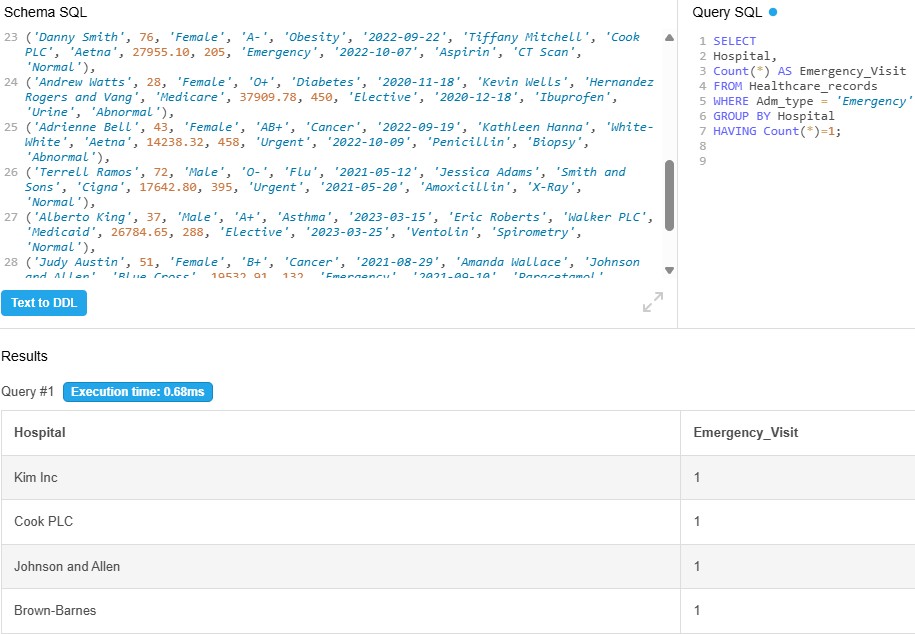 Schema SQL
23 ('Danny Smith', 76, 'Female', 'A-', 'Obesity', '2022-09-22', 'Tiffany Mitchell', 'Cook
PLC', 'Aetna', 27955.10, 205, 'Emergency', '2022-10-07', 'Aspirin', 'CT Scan',
'Normal'),
24 ('Andrew Watts', 28, 'Female', 'O+', 'Diabetes', '2020-11-18', 'Kevin Wells', 'Hernandez
Rogers and Vang', 'Medicare', 37909.78, 450, 'Elective', '2020-12-18', 'Ibuprofen',
'Urine', 'Abnormal'),
25 ('Adrienne Bell', 43, 'Female', 'AB+', 'Cancer', '2022-09-19', 'Kathleen Hanna', 'White-
White', 'Aetna', 14238.32, 458, 'Urgent', '2022-10-09', 'Penicillin', 'Biopsy',
'Abnormal'),
26 ('Terrell Ramos', 72, 'Male', 'O-', 'Flu', '2021-05-12', 'Jessica Adams', 'Smith and
Sons', 'Cigna', 17642.80, 395, 'Urgent', '2021-05-20', 'Amoxicillin', 'X-Ray',
'Normal'),
27 ('Alberto King', 37, 'Male', 'A+', 'Asthma', '2023-03-15', 'Eric Roberts', 'Walker PLC',
'Medicaid', 26784.65, 288, 'Elective', '2023-03-25', 'Ventolin', 'Spirometry',
'Normal'),
28 ('Judy Austin', 51, 'Female', 'B+', 'Cancer', '2021-08-29', 'Amanda Wallace', 'Johnson
and Allen', 'Blue Cross', 19532.91, 132, 'Emergency', '2021-09-10', 'Paracetamol',
Text to DDL
Query SQL
1 SELECT
2 Hospital,
3 Count(*) AS Emergency_Visit
4 FROM Healthcare_records
5 WHERE Adm_type = 'Emergency'
6 GROUP BY Hospital
7 HAVING Count(*)=1;
8
9
Results
Query #1 Execution time: 0.68ms
Hospital Emergency_Visit
Kim Inc 1
Cook PLC 1
Johnson and Allen 1
Brown-Barnes 1